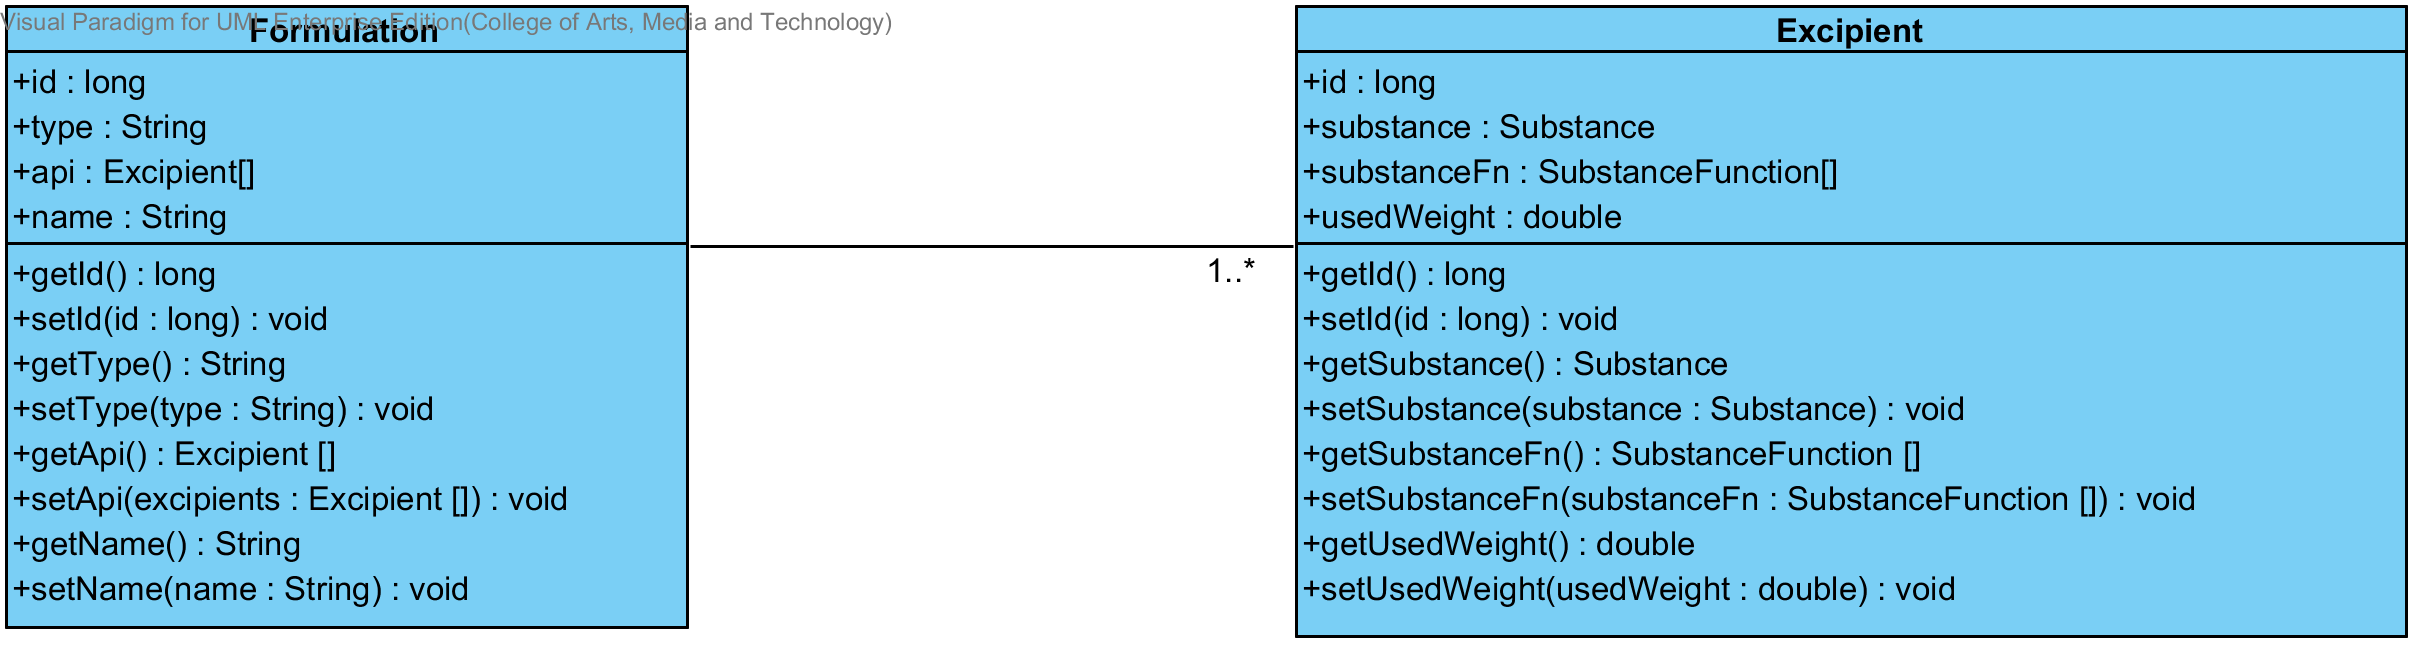 Visual Paradigm for UML Enterprise Edition(College of Arts, Media and Technology)
Formulation
+id : long
+type : String
+api : Excipient[]
+name : String
+getId() : long
+setId(id : long) : void
+getType() : String
+setType(type : String) : void
+getApi() : Excipient []
+setApi(excipients : Excipient []) : void
+getName() : String
+setName(name : String) : void
1..*
Excipient
+id : long
+substance : Substance
+substanceFn : SubstanceFunction[]
+usedWeight : double
+getId() : long
+setId(id : long) : void
+getSubstance() : Substance
+setSubstance(substance : Substance) : void
+getSubstanceFn() : SubstanceFunction []
+setSubstanceFn(substanceFn : SubstanceFunction []) : void
+getUsedWeight() : double
+setUsedWeight(usedWeight : double) : void